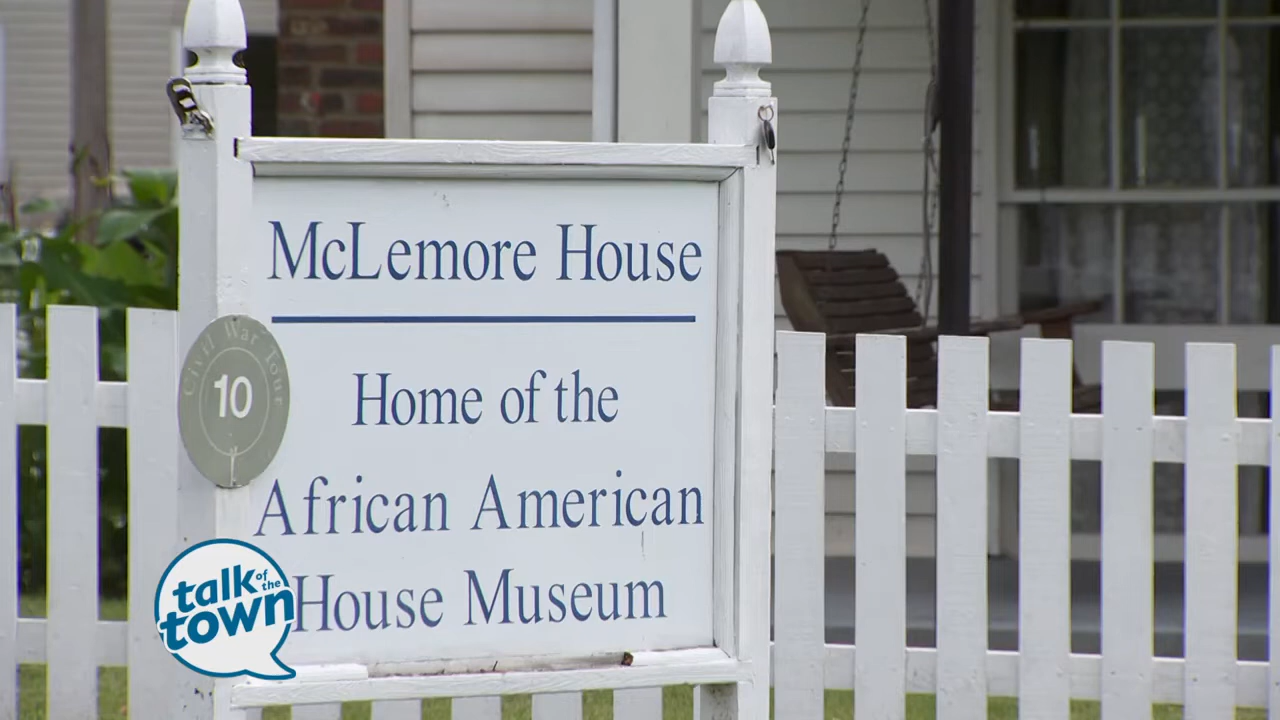 McLemore House
Home of the
African American
House Museum
Civil War Tour
10
talk of the
town